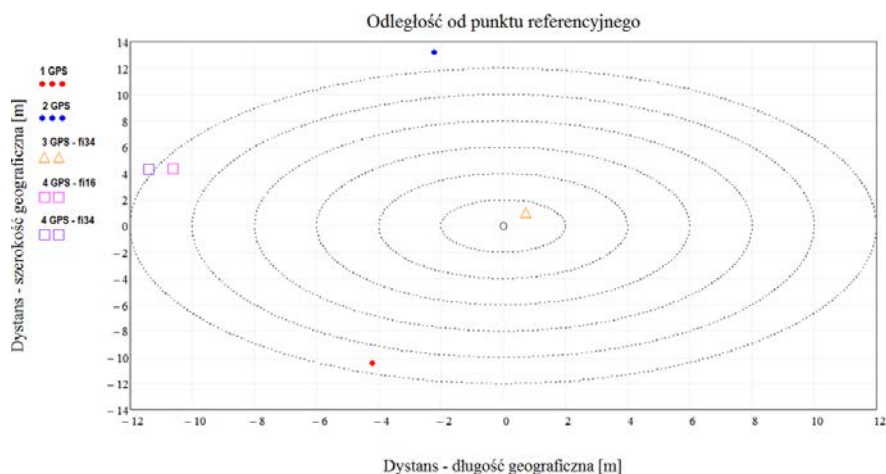 Odległość od punktu referencyjnego
1 GPS
2 GPS
3 GPS - fi34
4 GPS - fi16
4 GPS - fi34
Dystans - szerokość geograficzna [m]
14
12
10
8
6
4
2
0
−2
−4
−6
−8
−10
−12
−14
−12 −10 −8 −6 −4 −2 0 2 4 6 8 10 12
Dystans - długość geograficzna [m]